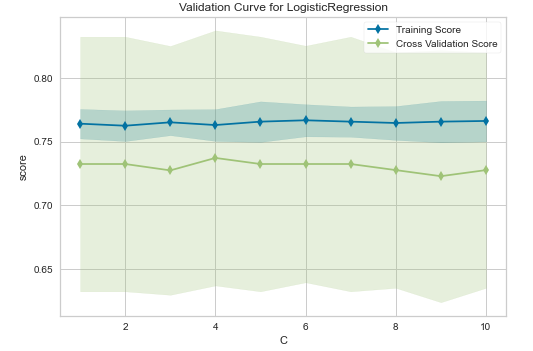 Validation Curve for LogisticRegression
Training Score
Cross Validation Score
0.80
0.75
0.70
0.65
score
2
4
6
8
10
C